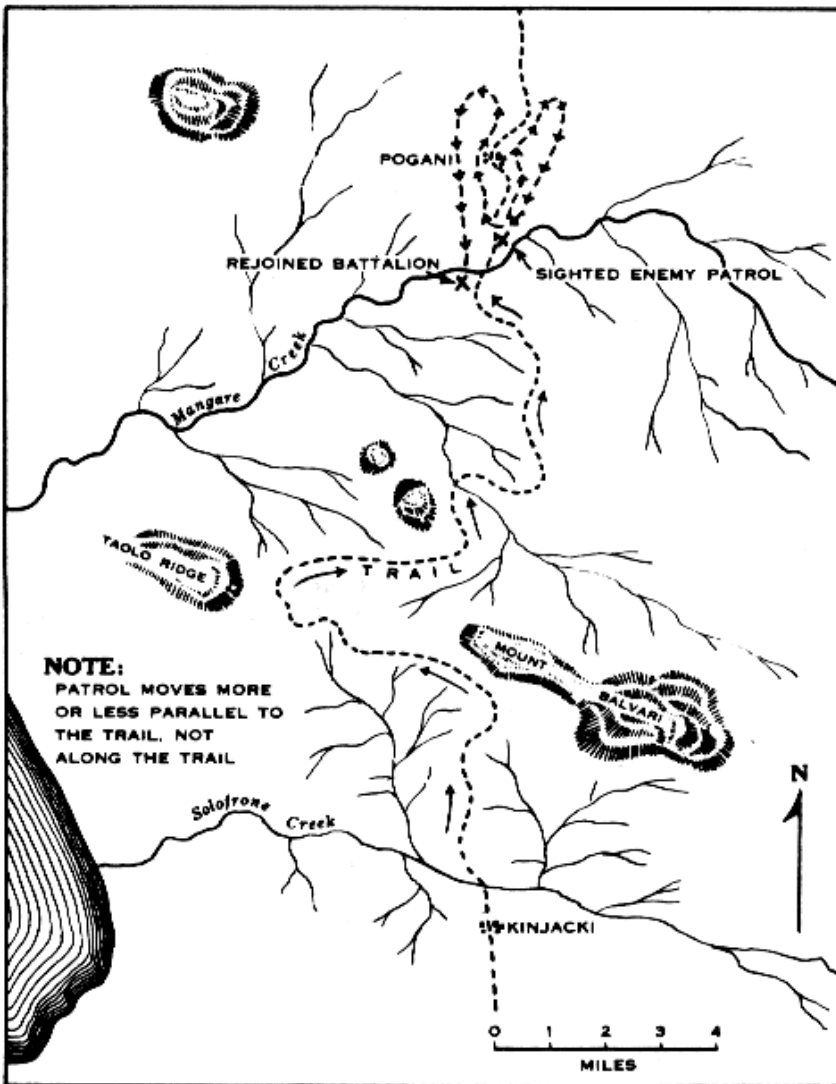 POGANI
REJOINED BATTALION
SIGHTED ENEMY PATROL
Mangare Creek
TAOLO RIDGE
TRAIL
MOUNT SALVARI
NOTE:
PATROL MOVES MORE
OR LESS PARALLEL TO
THE TRAIL, NOT
ALONG THE TRAIL
N
Solofrone Creek
KINJACKI
0 1 2 3 4
MILES